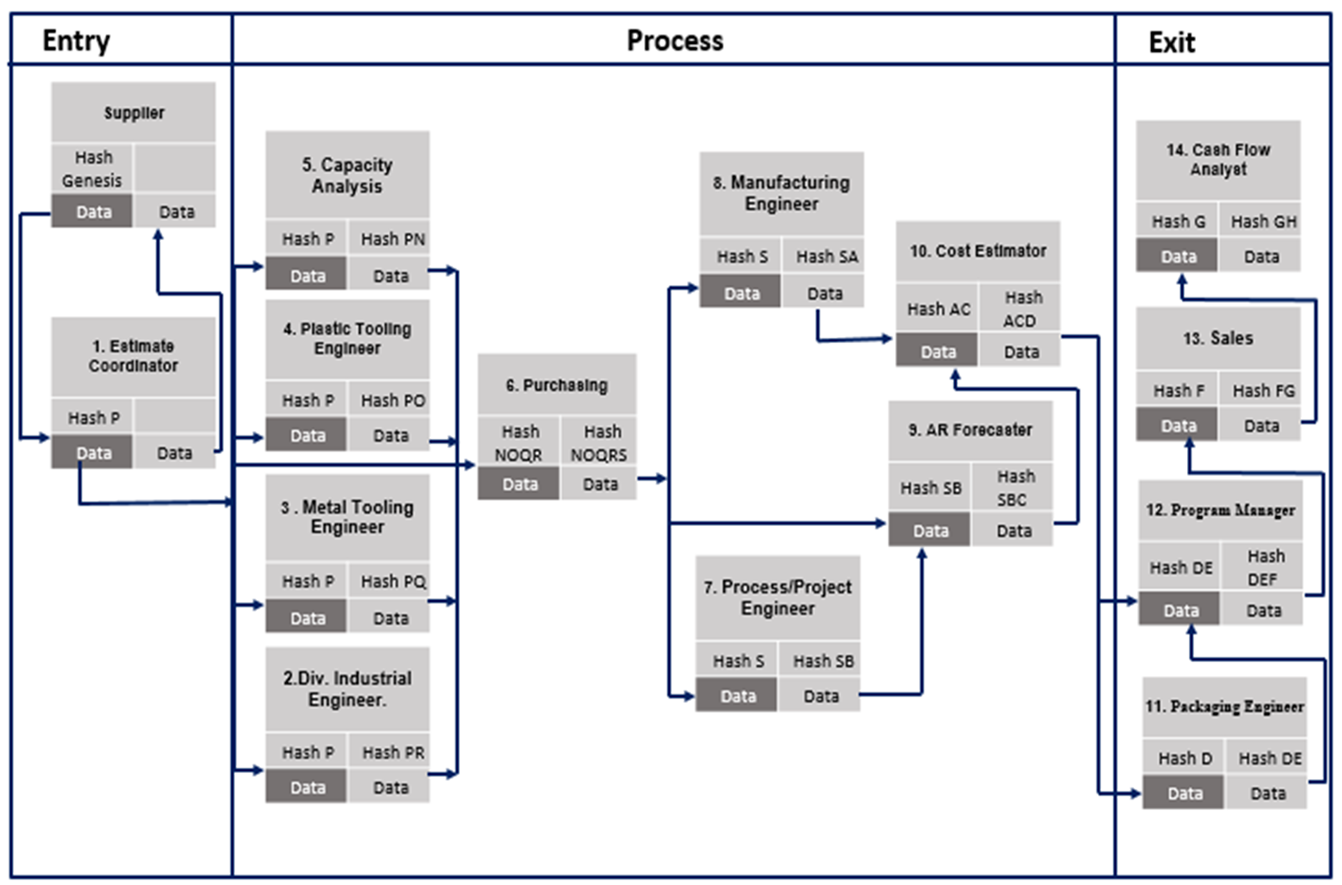 Entry
Process
Exit
Supplier
Hash
Genesis
Data
Data
1. Estimate
Coordinator
Hash P
Data
Data
5. Capacity
Analysis
Hash P
Hash PN
Data
Data
4. Plastic Tooling
Engineer
Hash P
Hash PO
Data
Data
3 . Metal Tooling
Engineer
Hash P
Hash PQ
Data
Data
2.Div. Industrial
Engineer.
Hash P
Hash PR
Data
Data
6. Purchasing
Hash
NOQR
Hash
NOQRS
Data
Data
8. Manufacturing
Engineer
Hash S
Hash SA
Data
Data
7. Process/Project
Engineer
Hash S
Hash SB
Data
Data
10. Cost Estimator
Hash AC
Hash
ACD
Data
Data
9. AR Forecaster
Hash SB
Hash
SBC
Data
Data
14. Cash Flow
Analyst
Hash G
Hash GH
Data
Data
13. Sales
Hash F
Hash FG
Data
Data
12. Program Manager
Hash DE
Hash
DEF
Data
Data
11. Packaging Engineer
Hash D
Hash DE
Data
Data